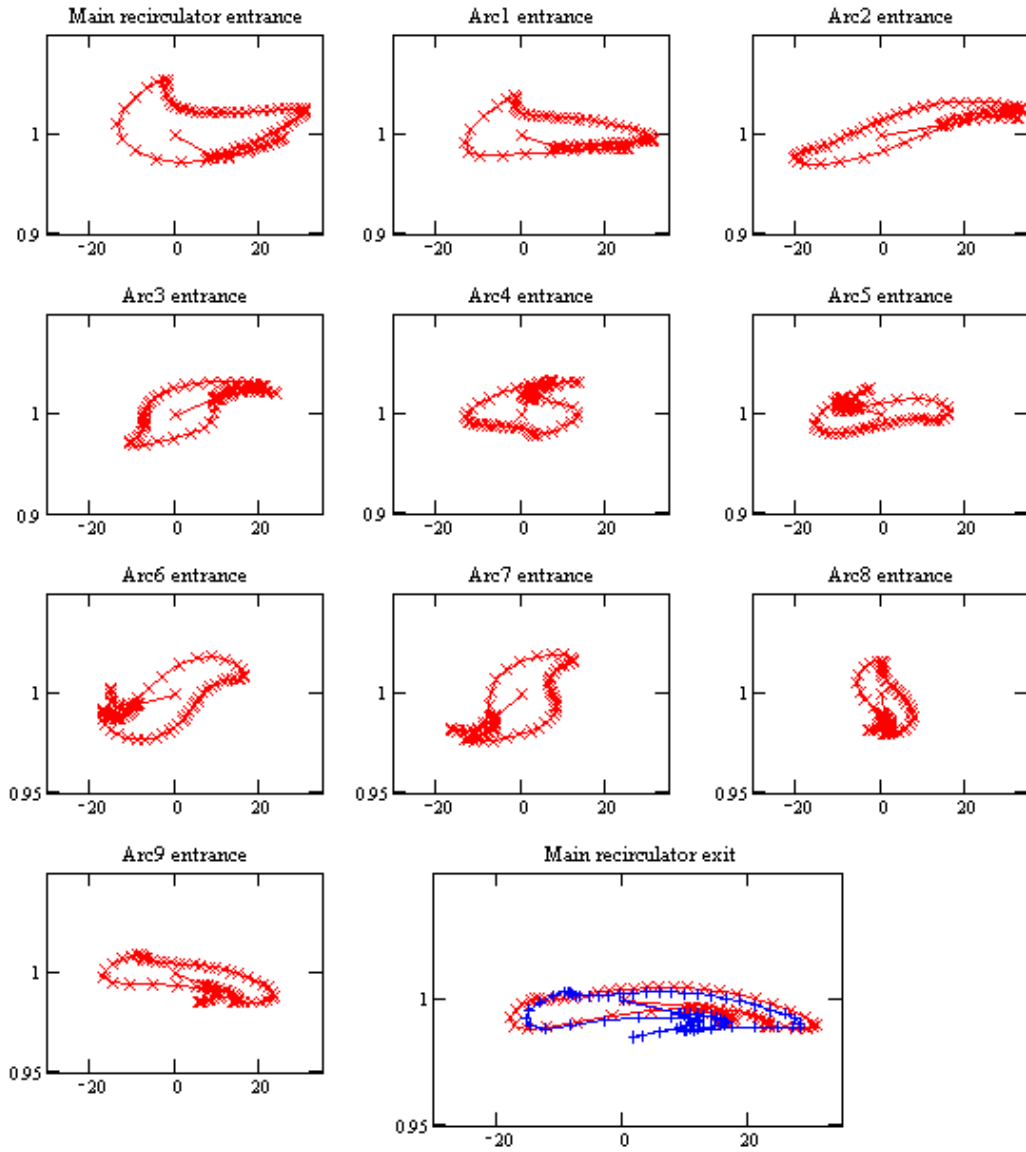 Main recirculator entrance
Arc1 entrance
Arc2 entrance
1
1
1
0.9
0.9
0.9
-20 0 20
-20 0 20
-20 0 20
Arc3 entrance
Arc4 entrance
Arc5 entrance
1
1
1
0.9
0.9
0.9
-20 0 20
-20 0 20
-20 0 20
Arc6 entrance
Arc7 entrance
Arc8 entrance
1
1
1
0.95
0.95
0.95
-20 0 20
-20 0 20
-20 0 20
Arc9 entrance
Main recirculator exit
1
1
0.95
0.95
-20 0 20
-20 0 20